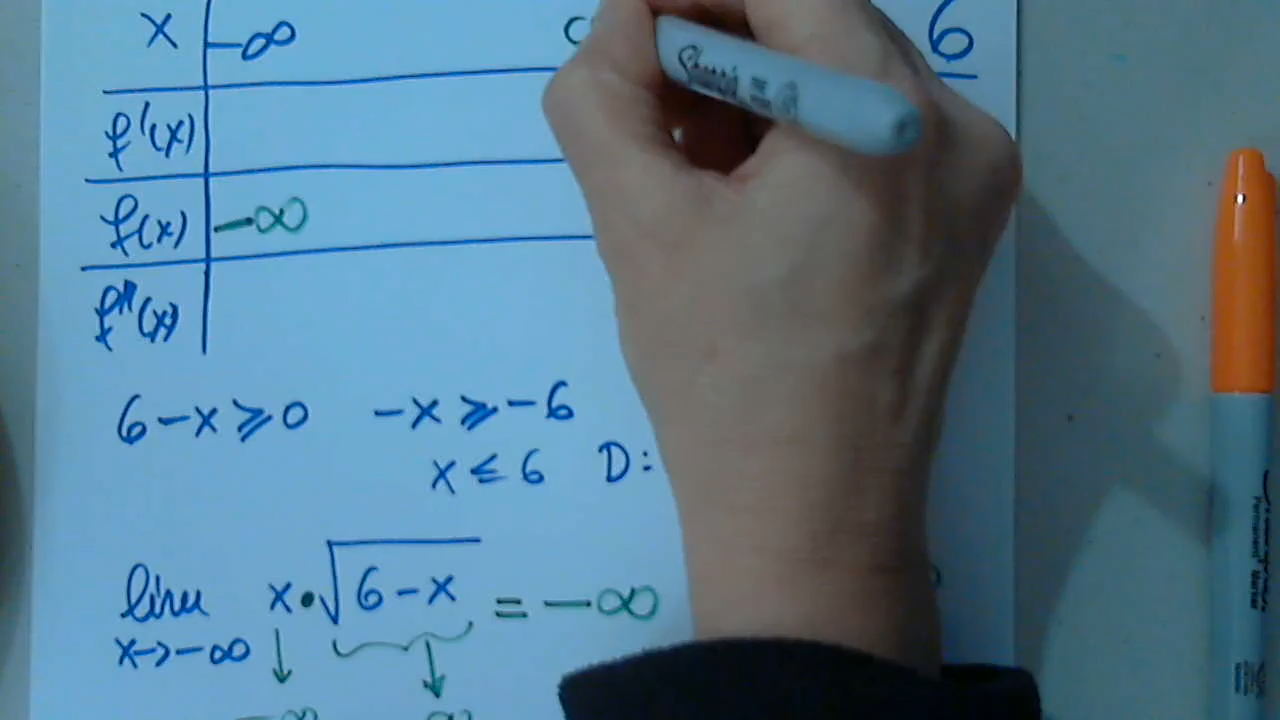 x -∞ 6
f'(x)
f(x) -∞
f''(x)
6-x⩾0 -x⩾-6
x≤6 D:
lim x·√6-x = -∞
x→-∞
-∞ ∞